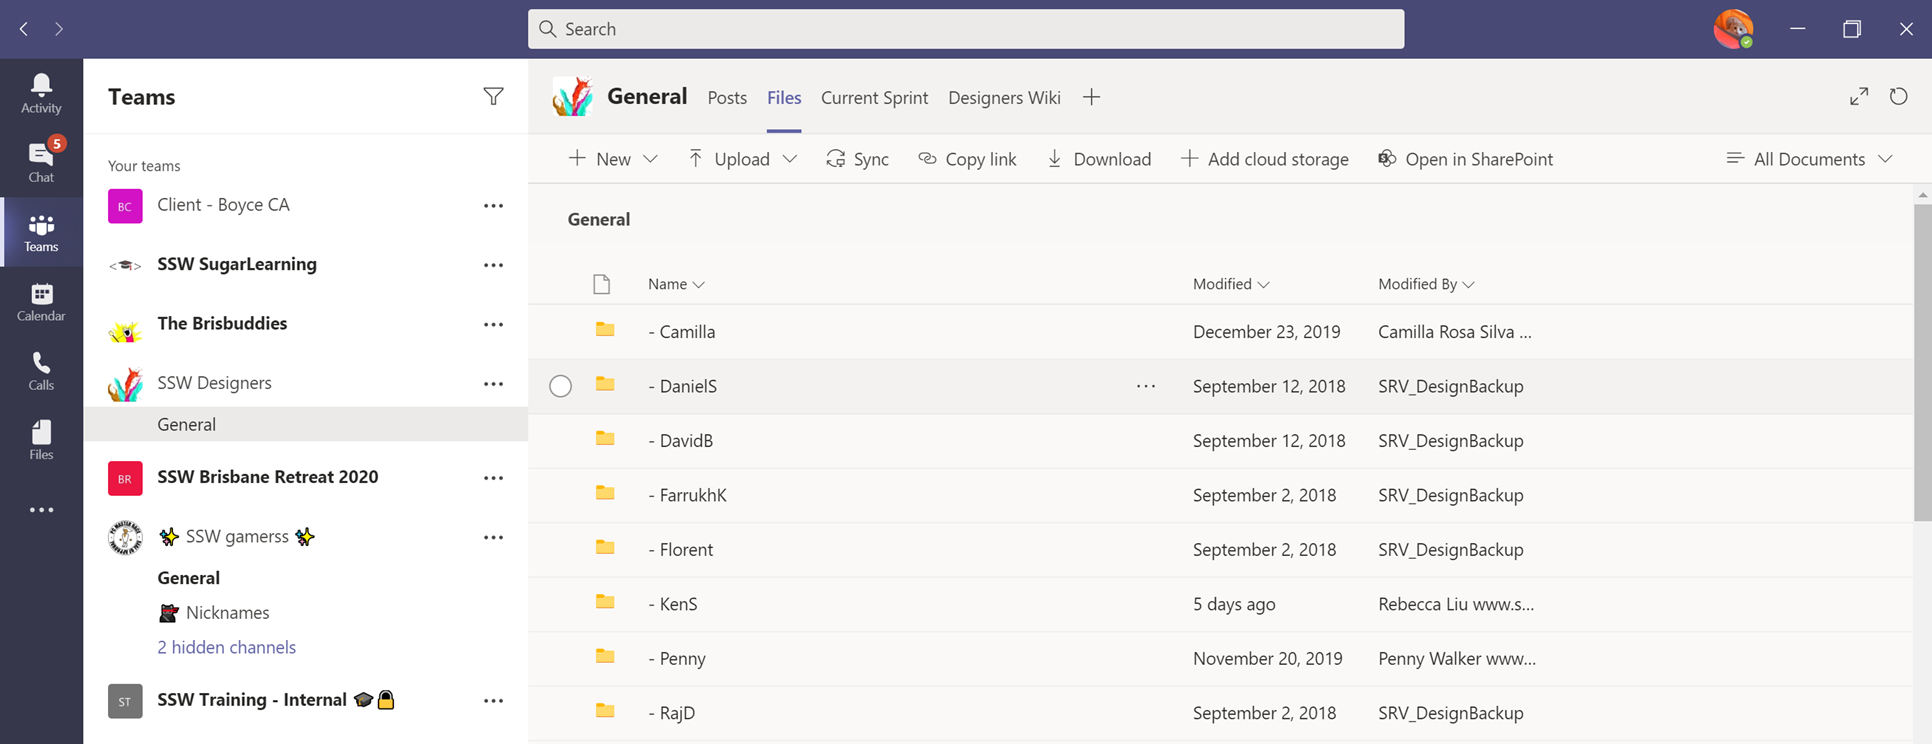 Search
Activity
5
Chat
Teams
Calendar
Calls
Files
Teams
Your teams
BC Client - Boyce CA
SSW SugarLearning
The Brisbuddies
SSW Designers
General
BR SSW Brisbane Retreat 2020
✨ SSW gamerss ✨
General
Nicknames
2 hidden channels
ST SSW Training - Internal 🎓🔒
General Posts Files Current Sprint Designers Wiki
New Upload Sync Copy link Download Add cloud storage Open in SharePoint All Documents
General
Name Modified Modified By
- Camilla December 23, 2019 Camilla Rosa Silva ...
- DanielS September 12, 2018 SRV_DesignBackup
- DavidB September 12, 2018 SRV_DesignBackup
- FarrukhK September 2, 2018 SRV_DesignBackup
- Florent September 2, 2018 SRV_DesignBackup
- KenS 5 days ago Rebecca Liu www.s...
- Penny November 20, 2019 Penny Walker www...
- RajD September 2, 2018 SRV_DesignBackup